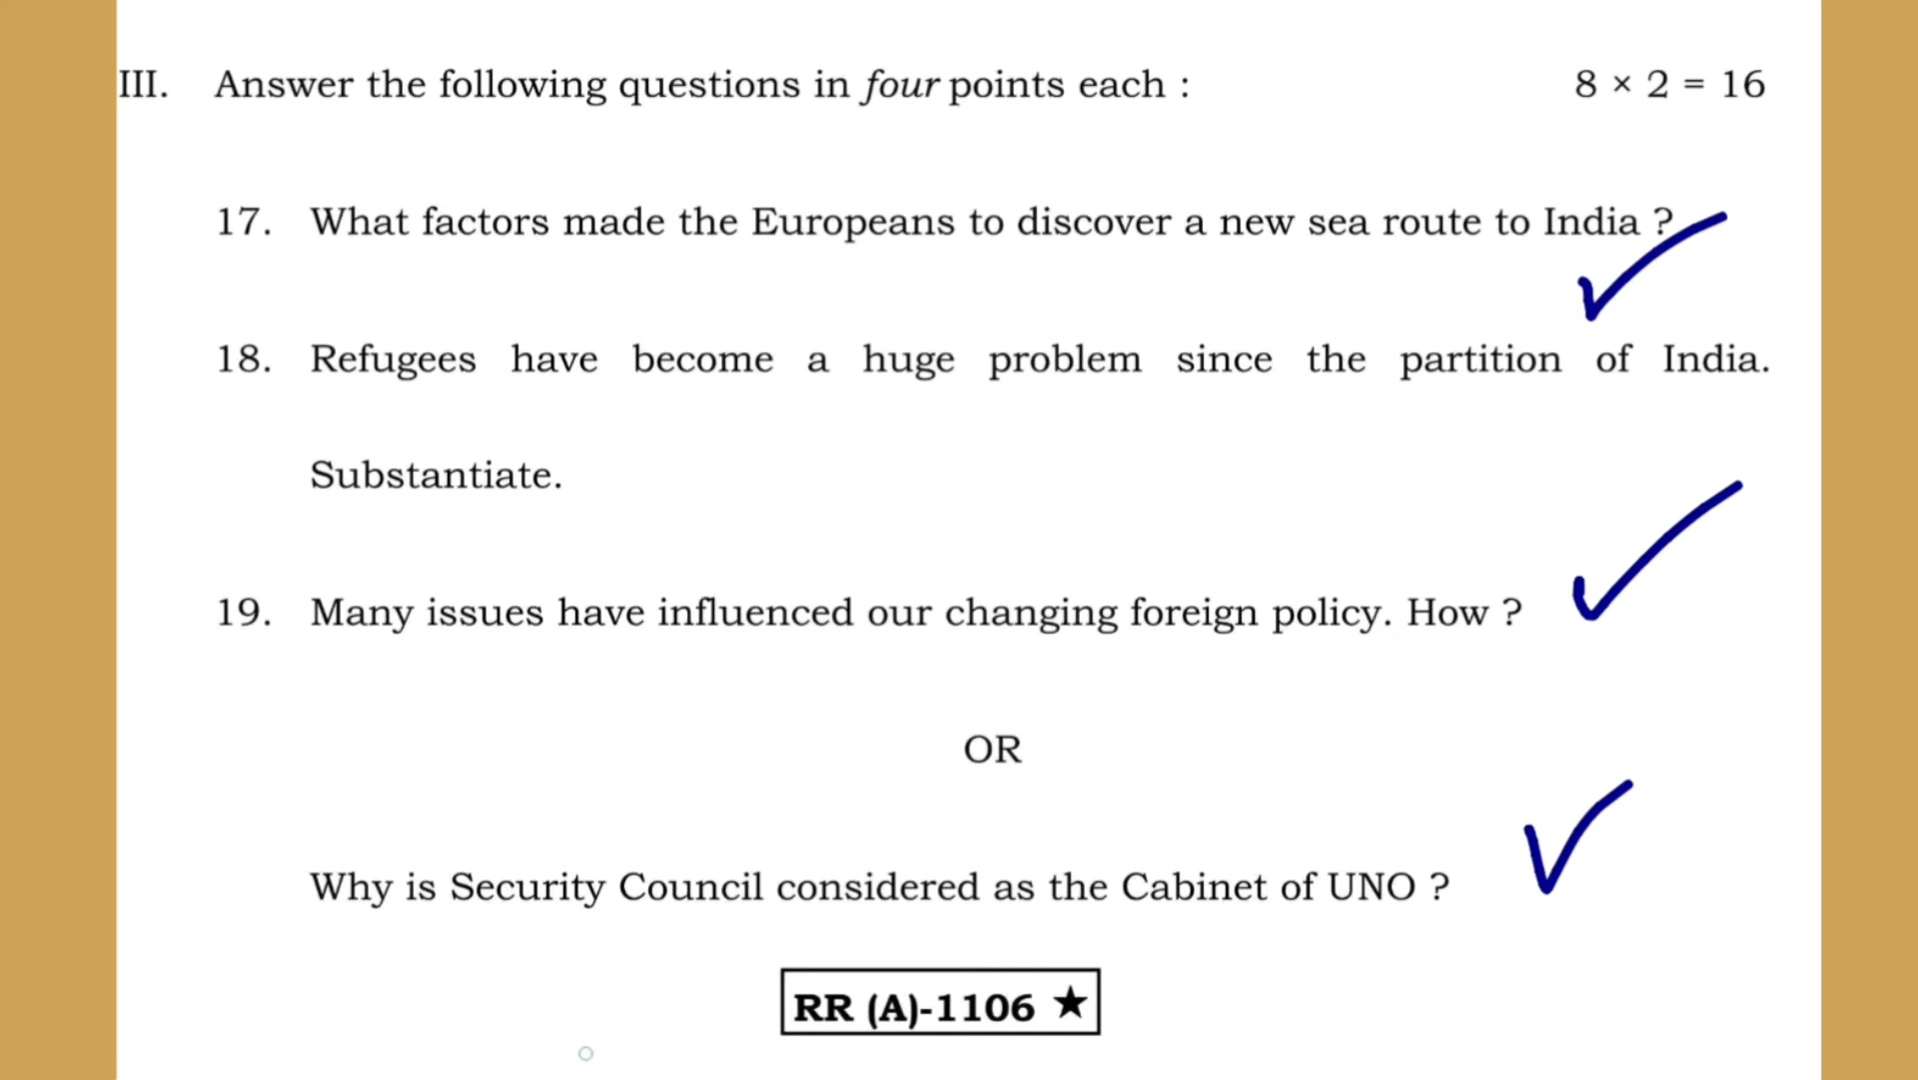 III. Answer the following questions in four points each : 8 × 2 = 16
17. What factors made the Europeans to discover a new sea route to India ?
18. Refugees have become a huge problem since the partition of India.
Substantiate.
19. Many issues have influenced our changing foreign policy. How ?
OR
Why is Security Council considered as the Cabinet of UNO ?
RR (A)-1106 ★